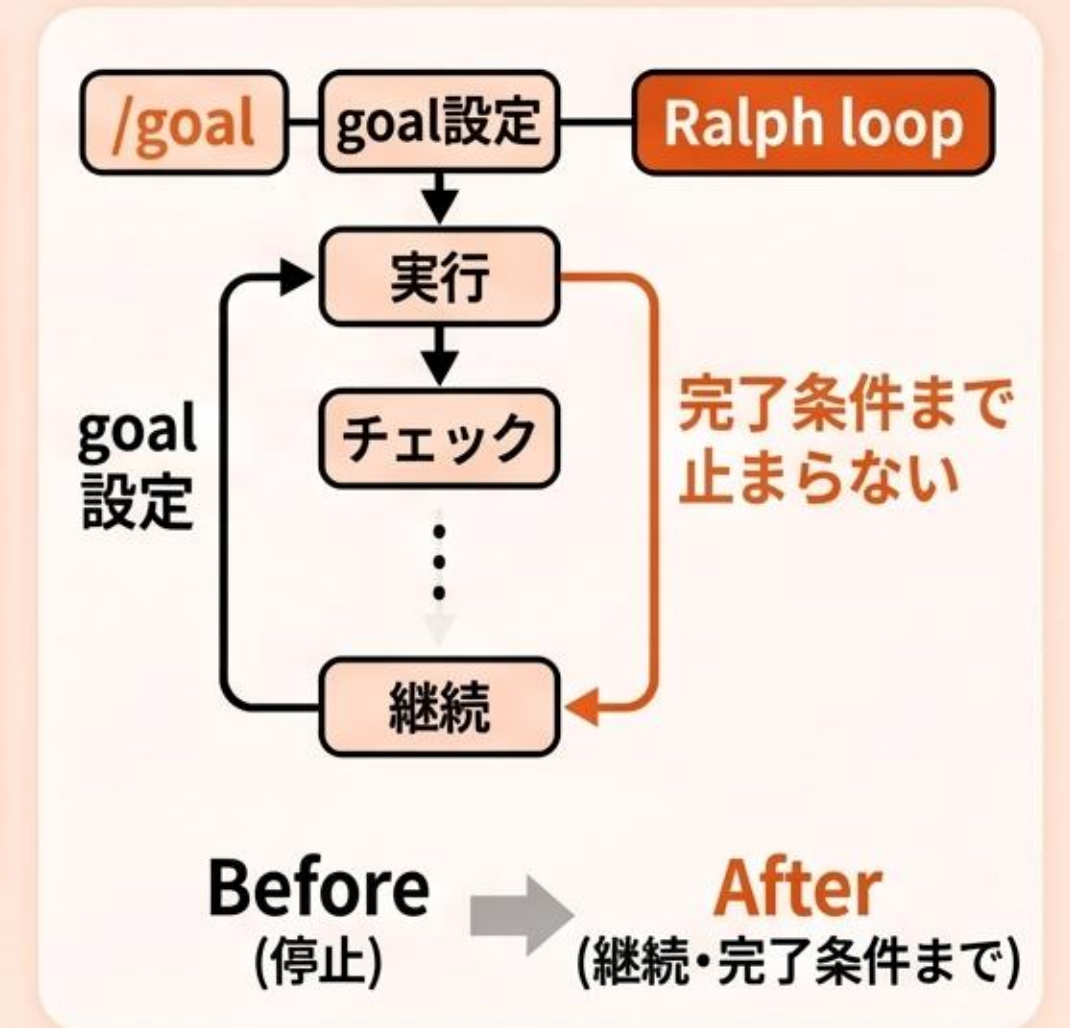 /goal
goal設定
Ralph loop
実行
チェック
goal
設定
完了条件まで
止まらない
継続
Before
(停止)
After
(継続・完了条件まで)